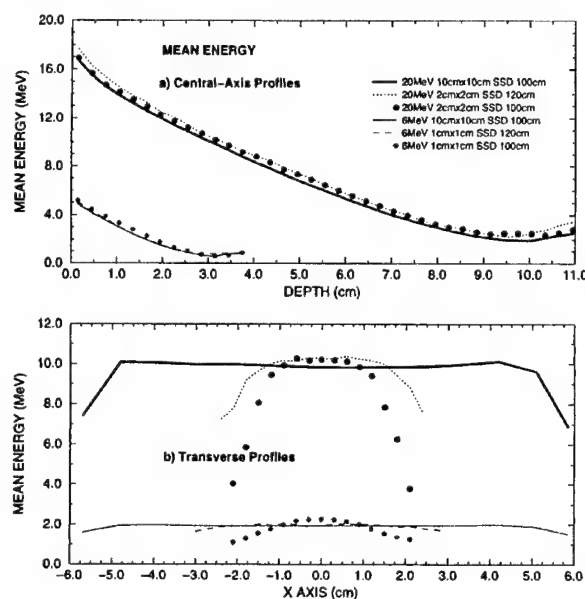 20.0
16.0
12.0
8.0
4.0
0.0
MEAN ENERGY (MeV)
MEAN ENERGY
a) Central-Axis Profiles
20MeV 10cmx10cm SSD 100cm
20MeV 2cmx2cm SSD 120cm
20MeV 2cmx2cm SSD 100cm
6MeV 10cmx10cm SSD 100cm
6MeV 1cmx1cm SSD 120cm
6MeV 1cmx1cm SSD 100cm
0.0 1.0 2.0 3.0 4.0 5.0 6.0 7.0 8.0 9.0 10.0 11.0
DEPTH (cm)
12.0
10.0
8.0
6.0
4.0
2.0
0.0
MEAN ENERGY (MeV)
b) Transverse Profiles
-6.0 -5.0 -4.0 -3.0 -2.0 -1.0 0.0 1.0 2.0 3.0 4.0 5.0 6.0
X AXIS (cm)